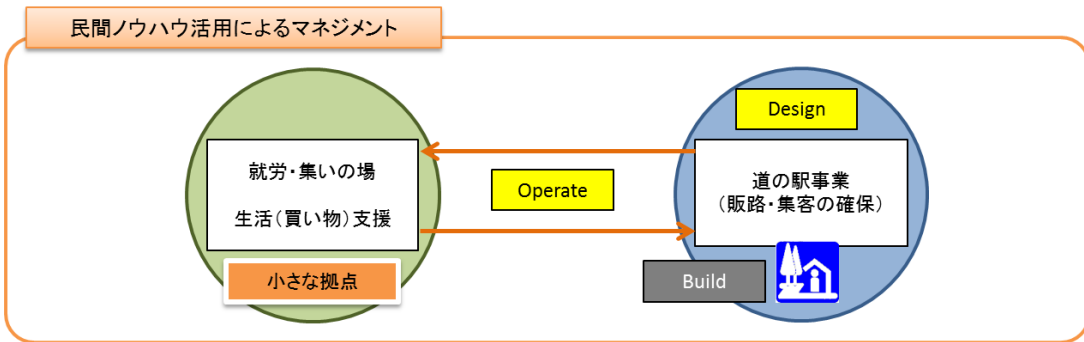 民間ノウハウ活用によるマネジメント
就労・集いの場
生活(買い物)支援
小さな拠点
Operate
Design
道の駅事業
(販路・集客の確保)
Build